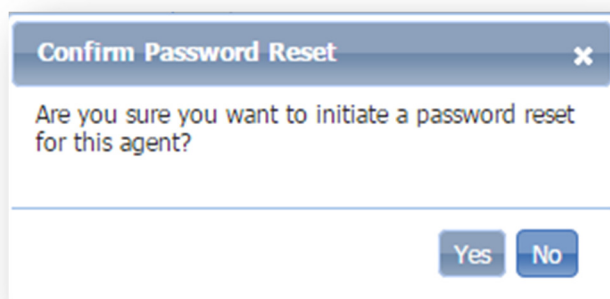 Confirm Password Reset
Are you sure you want to initiate a password reset
for this agent?
Yes No